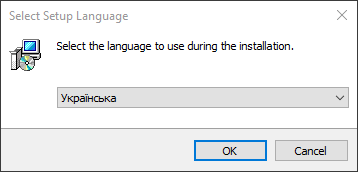 Select Setup Language
Select the language to use during the installation.
Українська
OK
Cancel